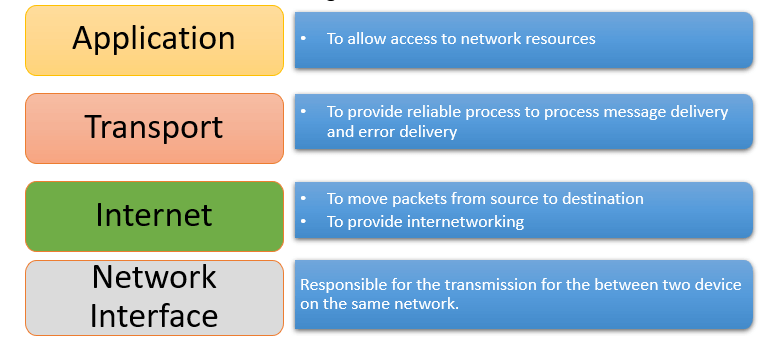 Application
• To allow access to network resources
Transport
• To provide reliable process to process message delivery
and error delivery
Internet
• To move packets from source to destination
• To provide internetworking
Network
Interface
Responsible for the transmission for the between two device
on the same network.